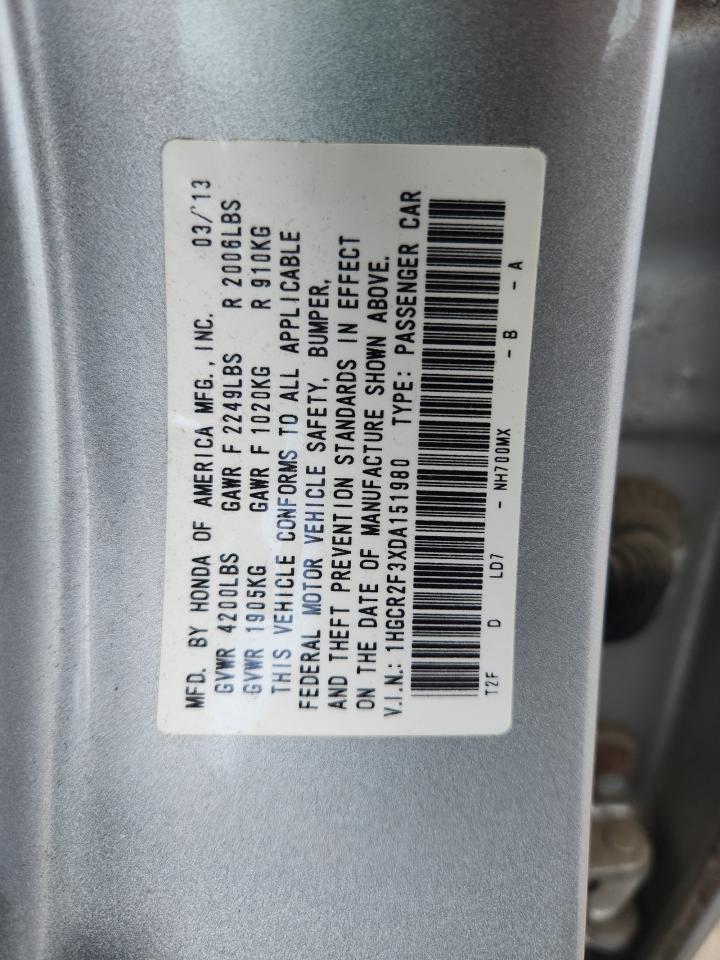 MFD. BY HONDA OF AMERICA MFG., INC. 03/'13
GVWR 4200LBS GAWR F 2249LBS R 2006LBS
GVWR 1905KG GAWR F 1020KG R 910KG
THIS VEHICLE CONFORMS TO ALL APPLICABLE
FEDERAL MOTOR VEHICLE SAFETY, BUMPER,
AND THEFT PREVENTION STANDARDS IN EFFECT
ON THE DATE OF MANUFACTURE SHOWN ABOVE.
V.I.N.: 1HGCR2F3XDA151980 TYPE: PASSENGER CAR
T2F D LD7 - NH700MX - B - A